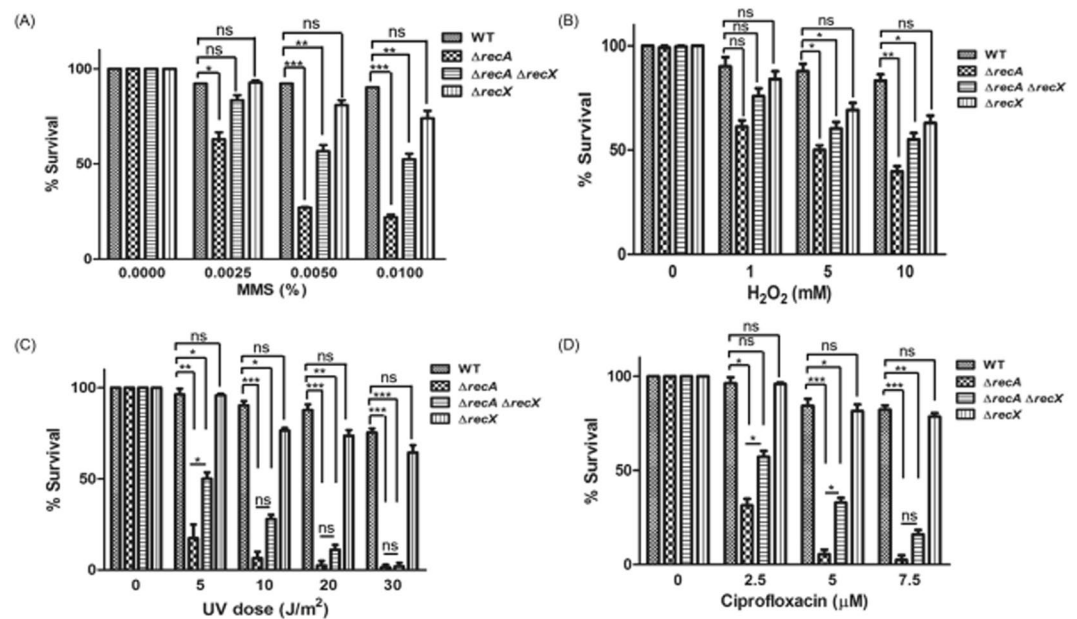 (A)
ns
ns
**
ns
**
*
***
***
WT
ΔrecA
ΔrecA ΔrecX
ΔrecX
% Survival
100
50
0
0.0000 0.0025 0.0050 0.0100
MMS (%)
(B)
ns
ns
ns
ns
*
*
ns
*
**
WT
ΔrecA
ΔrecA ΔrecX
ΔrecX
% Survival
100
50
0
0 1 5 10
H₂O₂ (mM)
(C)
ns
*
**
*
ns
*
***
ns
ns
**
***
ns
ns
***
***
ns
WT
ΔrecA
ΔrecA ΔrecX
ΔrecX
% Survival
100
50
0
0 5 10 20 30
UV dose (J/m²)
(D)
ns
ns
*
*
ns
*
***
*
ns
**
***
ns
WT
ΔrecA
ΔrecA ΔrecX
ΔrecX
% Survival
100
50
0
0 2.5 5 7.5
Ciprofloxacin (μM)